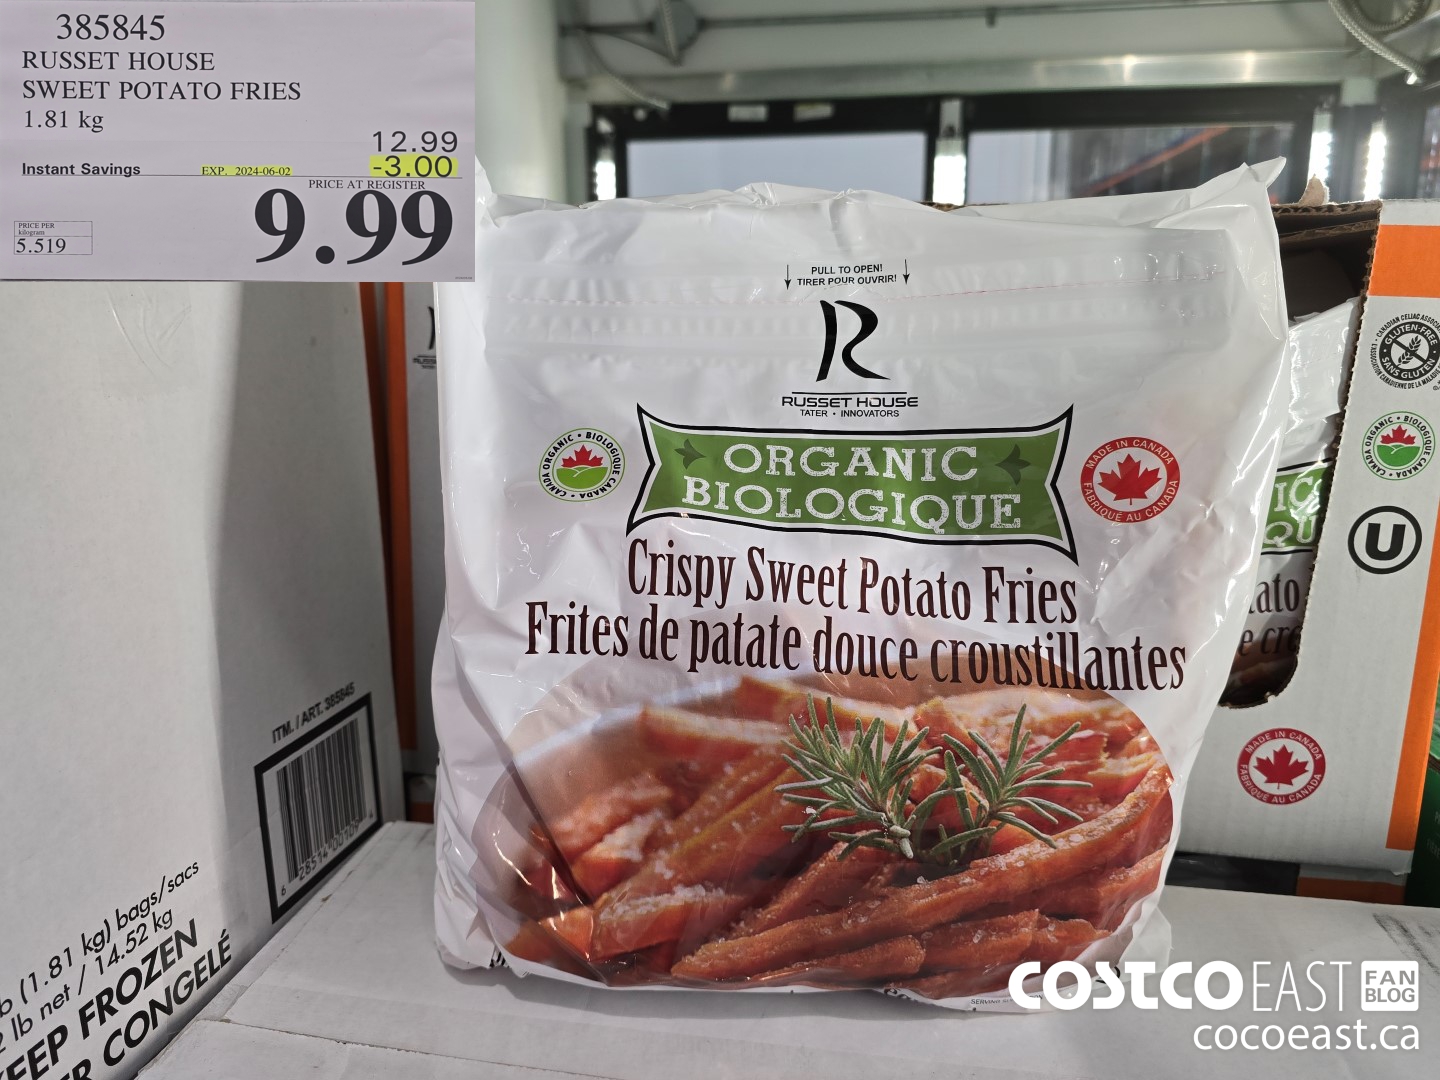 385845
RUSSET HOUSE
SWEET POTATO FRIES
1.81 kg
12.99
Instant Savings
EXP. 2024-06-02
-3.00
PRICE AT REGISTER
9.99
PRICE PER
kilogram
5.519
PULL TO OPEN!
TIRER POUR OUVRIR!
R
RUSSET HOUSE
TATER • INNOVATORS
ORGANIC
BIOLOGIQUE
CANADA ORGANIC • BIOLOGIQUE CANADA
MADE IN CANADA
FABRIQUÉ AU CANADA
Crispy Sweet Potato Fries
Frites de patate douce croustillantes
GLUTEN-FREE
SANS GLUTEN
CANADA ORGANIC • BIOLOGIQUE CANADA
U
MADE IN CANADA
FABRIQUÉ AU CANADA
ITM. / ART. 385845
(1.81 kg) bags/sacs
lb net / 14.52 kg
FROZEN
CONGELÉ
COSTCO EAST FAN BLOG
cocoeast.ca